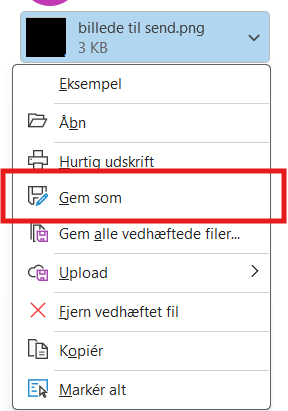 billede til send.png
3 KB
Eksempel
Åbn
Hurtig udskrift
Gem som
Gem alle vedhæftede filer...
Upload
Fjern vedhæftet fil
Kopiér
Markér alt